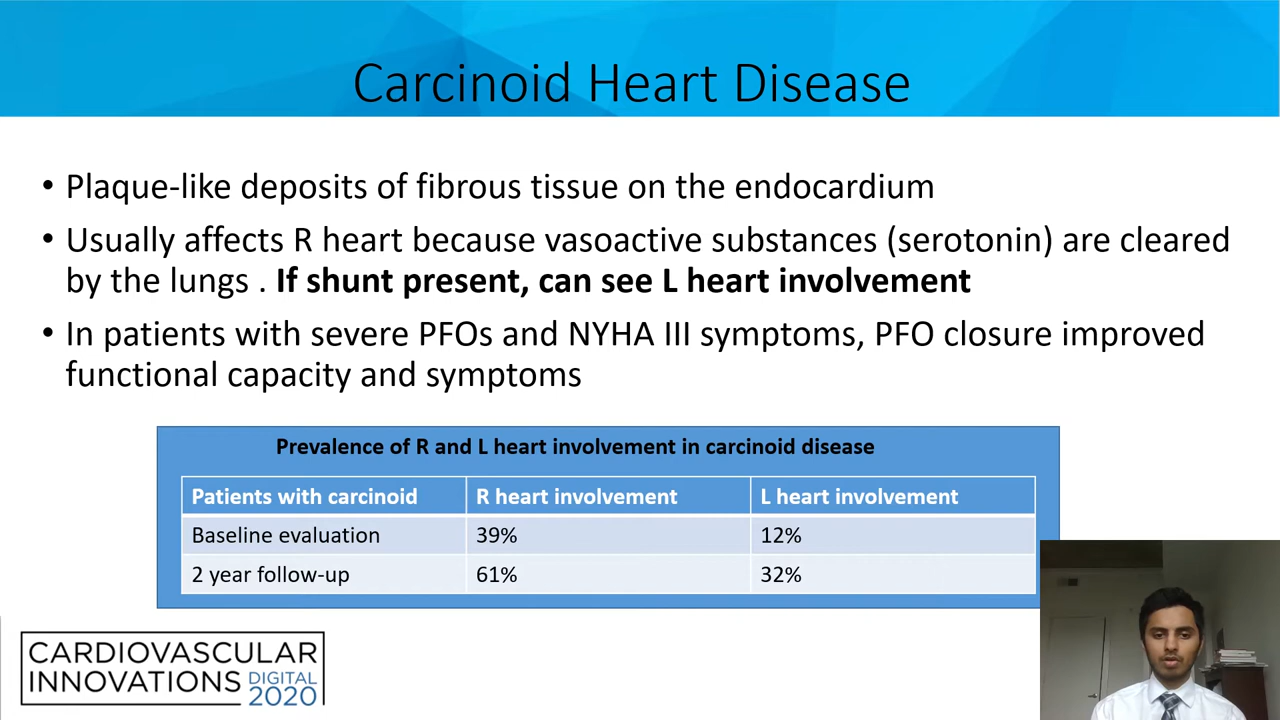 Carcinoid Heart Disease
• Plaque-like deposits of fibrous tissue on the endocardium
• Usually affects R heart because vasoactive substances (serotonin) are cleared
by the lungs . If shunt present, can see L heart involvement
• In patients with severe PFOs and NYHA III symptoms, PFO closure improved
functional capacity and symptoms
Prevalence of R and L heart involvement in carcinoid disease
Patients with carcinoid R heart involvement L heart involvement
Baseline evaluation 39% 12%
2 year follow-up 61% 32%
CARDIOVASCULAR
INNOVATIONS DIGITAL 2020